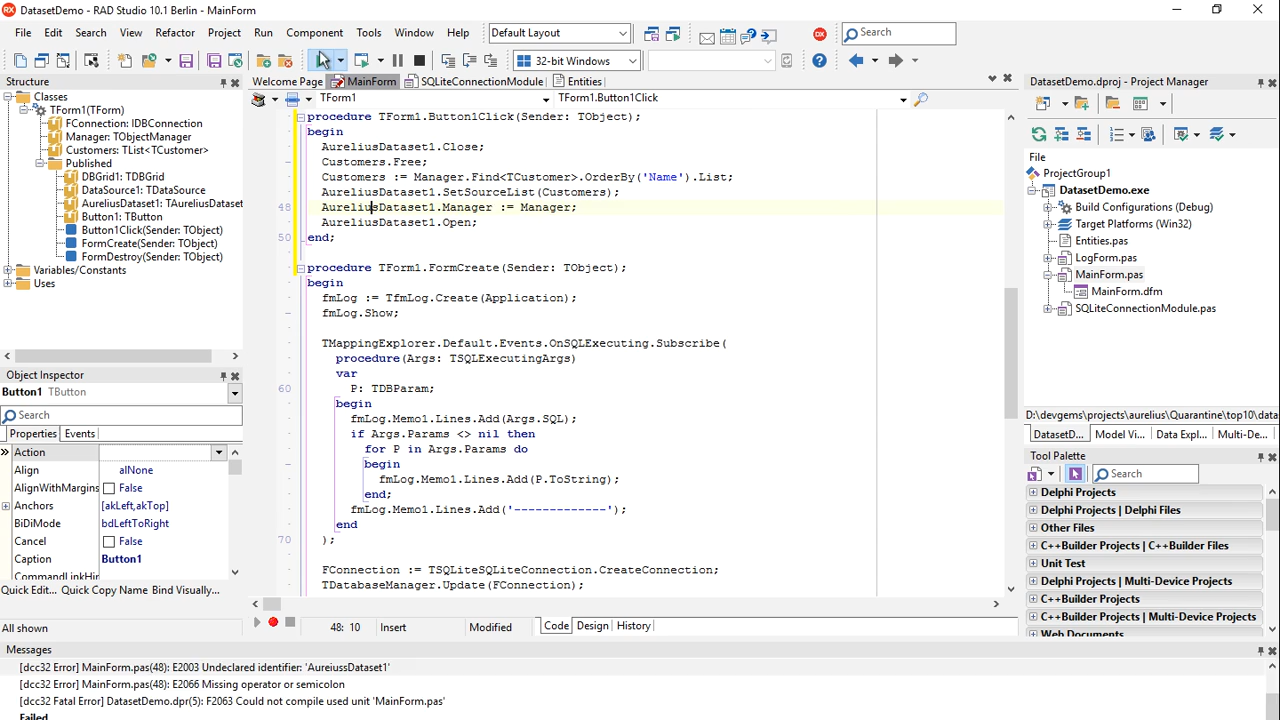 DatasetDemo - RAD Studio 10.1 Berlin - MainForm
File Edit Search View Refactor Project Run Component Tools Window Help Default Layout DX Search
32-bit Windows
Structure
Classes
TForm1(TForm)
FConnection: IDBConnection
Manager: TObjectManager
Customers: TList<TCustomer>
Published
DBGrid1: TDBGrid
DataSource1: TDataSource
AureliusDataset1: TAureliusDataset
Button1: TButton
Button1Click(Sender: TObject)
FormCreate(Sender: TObject)
FormDestroy(Sender: TObject)
Variables/Constants
Uses
Object Inspector
Button1 TButton
Search
Properties Events
Action
Align alNone
AlignWithMargins False
Anchors [akLeft,akTop]
BiDiMode bdLeftToRight
Cancel False
Caption Button1
CommandLinkHin
Quick Edit... Quick Copy Name Bind Visually...
All shown
Welcome Page MainForm SQLiteConnectionModule Entities
TForm1 TForm1.Button1Click
procedure TForm1.Button1Click(Sender: TObject);
begin
AureliusDataset1.Close;
Customers.Free;
Customers := Manager.Find<TCustomer>.OrderBy('Name').List;
AureliusDataset1.SetSourceList(Customers);
48 AureliusDataset1.Manager := Manager;
AureliusDataset1.Open;
50 end;
procedure TForm1.FormCreate(Sender: TObject);
begin
fmLog := TfmLog.Create(Application);
fmLog.Show;
TMappingExplorer.Default.Events.OnSQLExecuting.Subscribe(
procedure(Args: TSQLExecutingArgs)
var
60 P: TDBParam;
begin
fmLog.Memo1.Lines.Add(Args.SQL);
if Args.Params <> nil then
for P in Args.Params do
begin
fmLog.Memo1.Lines.Add(P.ToString);
end;
fmLog.Memo1.Lines.Add('-------------');
end
70 );
FConnection := TSQLiteSQLiteConnection.CreateConnection;
TDatabaseManager.Update(FConnection);
48: 10 Insert Modified Code Design History
DatasetDemo.dproj - Project Manager
File
ProjectGroup1
DatasetDemo.exe
Build Configurations (Debug)
Target Platforms (Win32)
Entities.pas
LogForm.pas
MainForm.pas
MainForm.dfm
SQLiteConnectionModule.pas
D:\devgems\projects\aurelius\Quarantine\top10\data
DatasetD... Model Vi... Data Expl... Multi-De...
Tool Palette
Search
Delphi Projects
Delphi Projects | Delphi Files
Other Files
C++Builder Projects | C++Builder Files
Unit Test
Delphi Projects | Multi-Device Projects
C++Builder Projects
C++Builder Projects | Multi-Device Projects
Web Documents
Messages
[dcc32 Error] MainForm.pas(48): E2003 Undeclared identifier: 'AureiussDataset1'
[dcc32 Error] MainForm.pas(48): E2066 Missing operator or semicolon
[dcc32 Fatal Error] DatasetDemo.dpr(5): F2063 Could not compile used unit 'MainForm.pas'
Failed